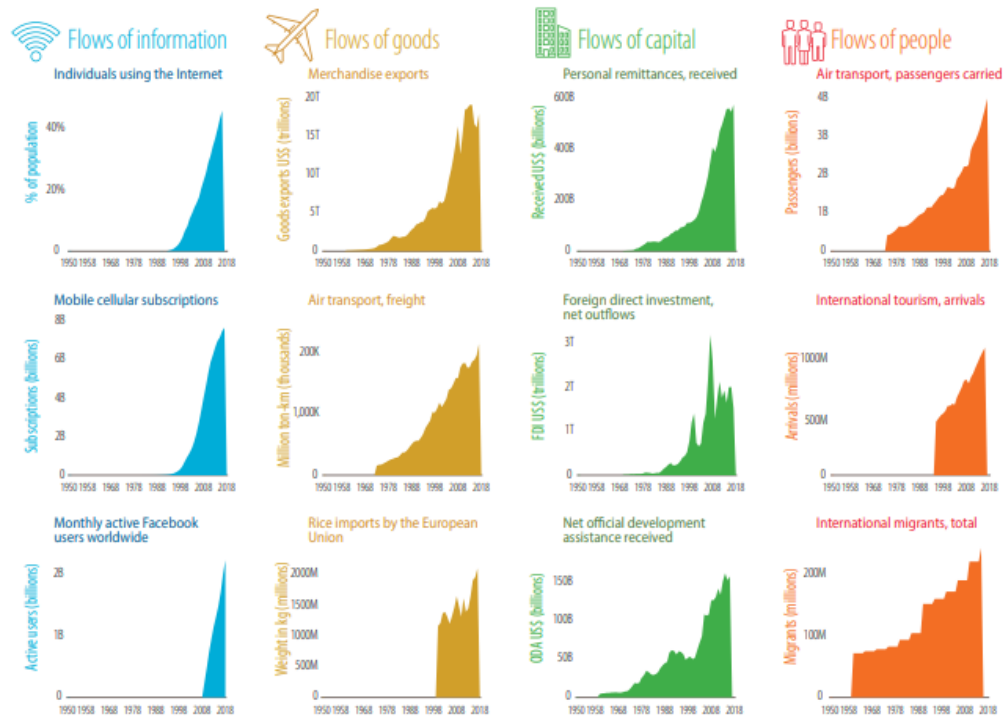 Flows of information
Flows of goods
Flows of capital
Flows of people
Individuals using the Internet
% of population
40%
20%
0
1950 1958 1968 1978 1988 1998 2008 2018
Merchandise exports
Goods exports US$ (trillions)
20T
15T
10T
5T
0
1950 1958 1968 1978 1988 1998 2008 2018
Personal remittances, received
Received US$ (billions)
600B
400B
200B
0
1950 1958 1968 1978 1988 1998 2008 2018
Air transport, passengers carried
Passengers (billions)
4B
3B
2B
1B
0
1950 1958 1968 1978 1988 1998 2008 2018
Mobile cellular subscriptions
Subscriptions (billions)
8B
6B
4B
2B
0
1950 1958 1968 1978 1988 1998 2008 2018
Air transport, freight
Million ton-km (thousands)
200K
1,000K
0
1950 1958 1968 1978 1988 1998 2008 2018
Foreign direct investment,
net outflows
FDI US$ (trillions)
3T
2T
1T
0
1950 1958 1968 1978 1988 1998 2008 2018
International tourism, arrivals
Arrivals (millions)
1000M
500M
0
1950 1958 1968 1978 1988 1998 2008 2018
Monthly active Facebook
users worldwide
Active users (billions)
2B
1B
0
1950 1958 1968 1978 1988 1998 2008 2018
Rice imports by the European
Union
Weight in kg (millions)
2000M
1500M
1000M
500M
0
1950 1958 1968 1978 1988 1998 2008 2018
Net official development
assistance received
ODA US$ (billions)
150B
100B
50B
0
1950 1958 1968 1978 1988 1998 2008 2018
International migrants, total
Migrants (millions)
200M
100M
0
1950 1958 1968 1978 1988 1998 2008 2018